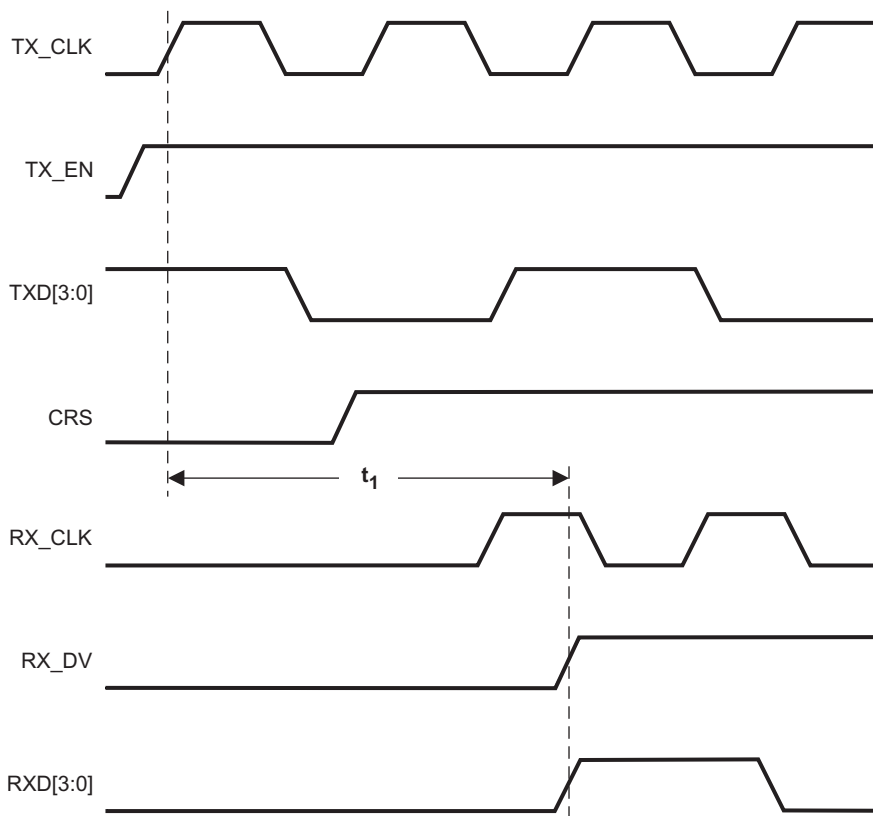 TX_CLK
TX_EN
TXD[3:0]
CRS
t1
RX_CLK
RX_DV
RXD[3:0]